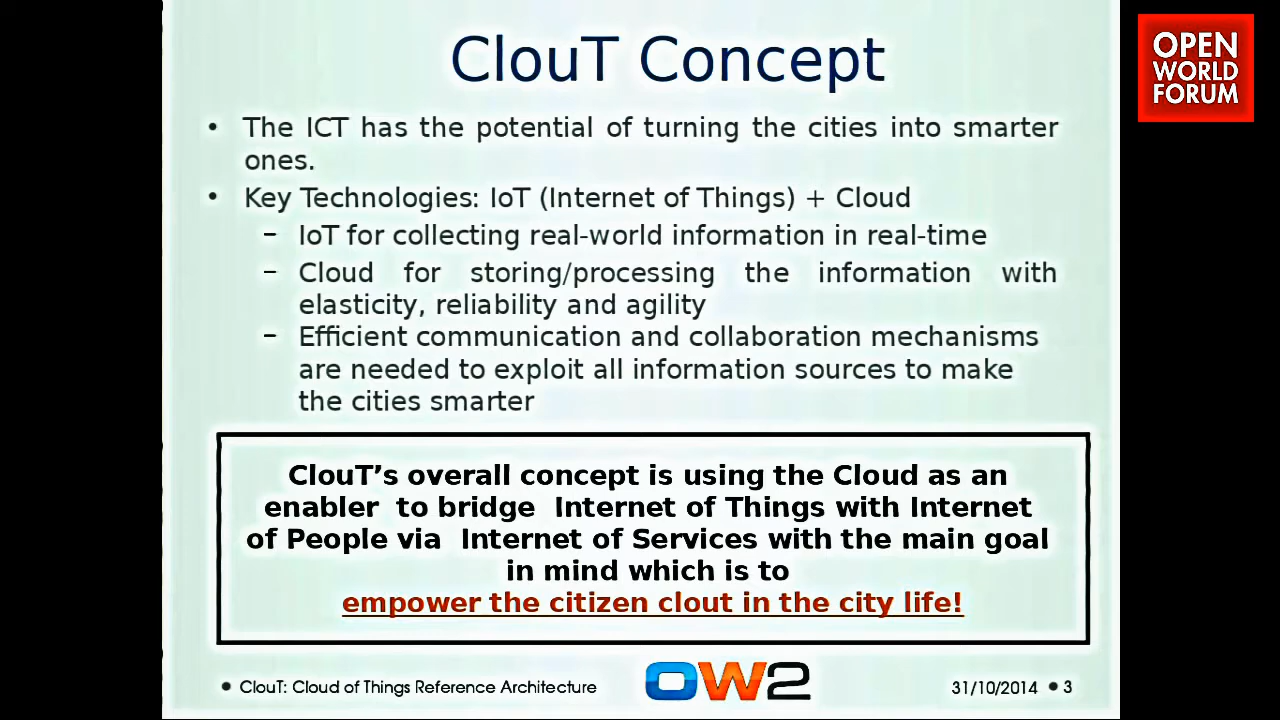 ClouT Concept
OPEN
WORLD
FORUM
• The ICT has the potential of turning the cities into smarter
ones.
• Key Technologies: IoT (Internet of Things) + Cloud
– IoT for collecting real-world information in real-time
– Cloud for storing/processing the information with
elasticity, reliability and agility
– Efficient communication and collaboration mechanisms
are needed to exploit all information sources to make
the cities smarter
ClouT’s overall concept is using the Cloud as an
enabler to bridge Internet of Things with Internet
of People via Internet of Services with the main goal
in mind which is to
empower the citizen clout in the city life!
• ClouT: Cloud of Things Reference Architecture
OW2
31/10/2014 • 3